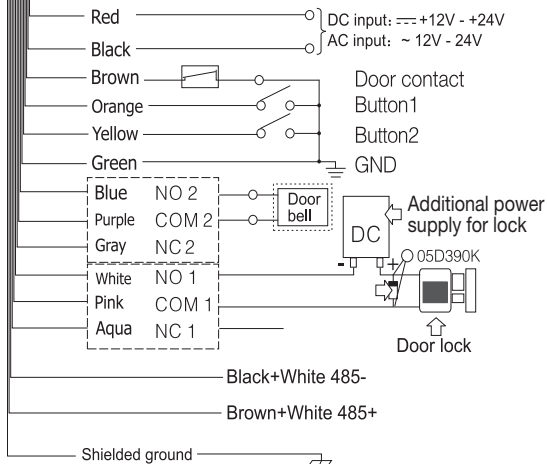 Red
DC input: ⎓ +12V - +24V
Black
AC input: ~ 12V - 24V
Brown
Door contact
Orange
Button1
Yellow
Button2
Green
GND
Blue NO 2
Door bell
Purple COM 2
Gray NC 2
Additional power
supply for lock
DC
- +
05D390K
White NO 1
Pink COM 1
Aqua NC 1
Door lock
Black+White 485-
Brown+White 485+
Shielded ground